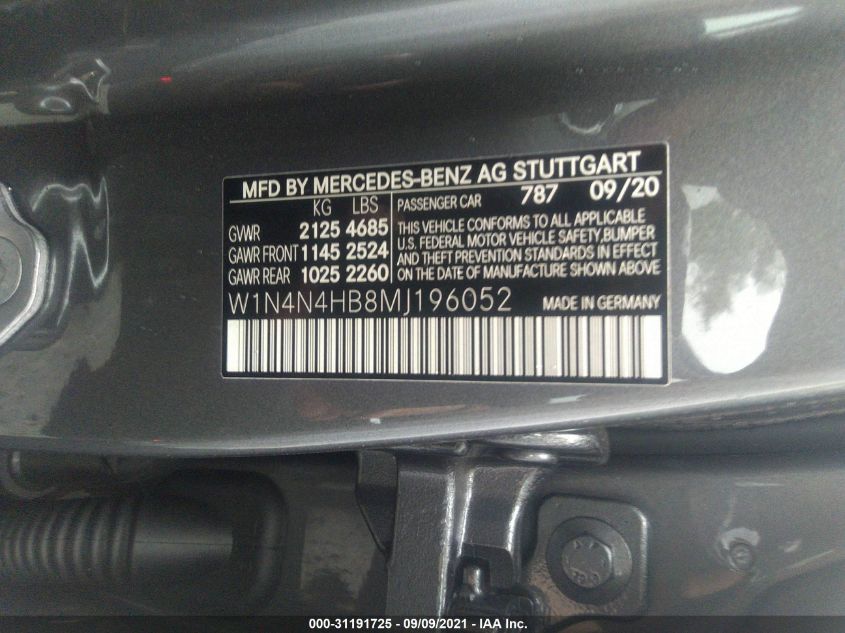 MFD BY MERCEDES-BENZ AG STUTTGART
KG LBS
GVWR 2125 4685
GAWR FRONT 1145 2524
GAWR REAR 1025 2260
PASSENGER CAR 787 09/20
THIS VEHICLE CONFORMS TO ALL APPLICABLE
U.S. FEDERAL MOTOR VEHICLE SAFETY,BUMPER
AND THEFT PREVENTION STANDARDS IN EFFECT
ON THE DATE OF MANUFACTURE SHOWN ABOVE
W1N4N4HB8MJ196052 MADE IN GERMANY
000-31191725 - 09/09/2021 - IAA Inc.